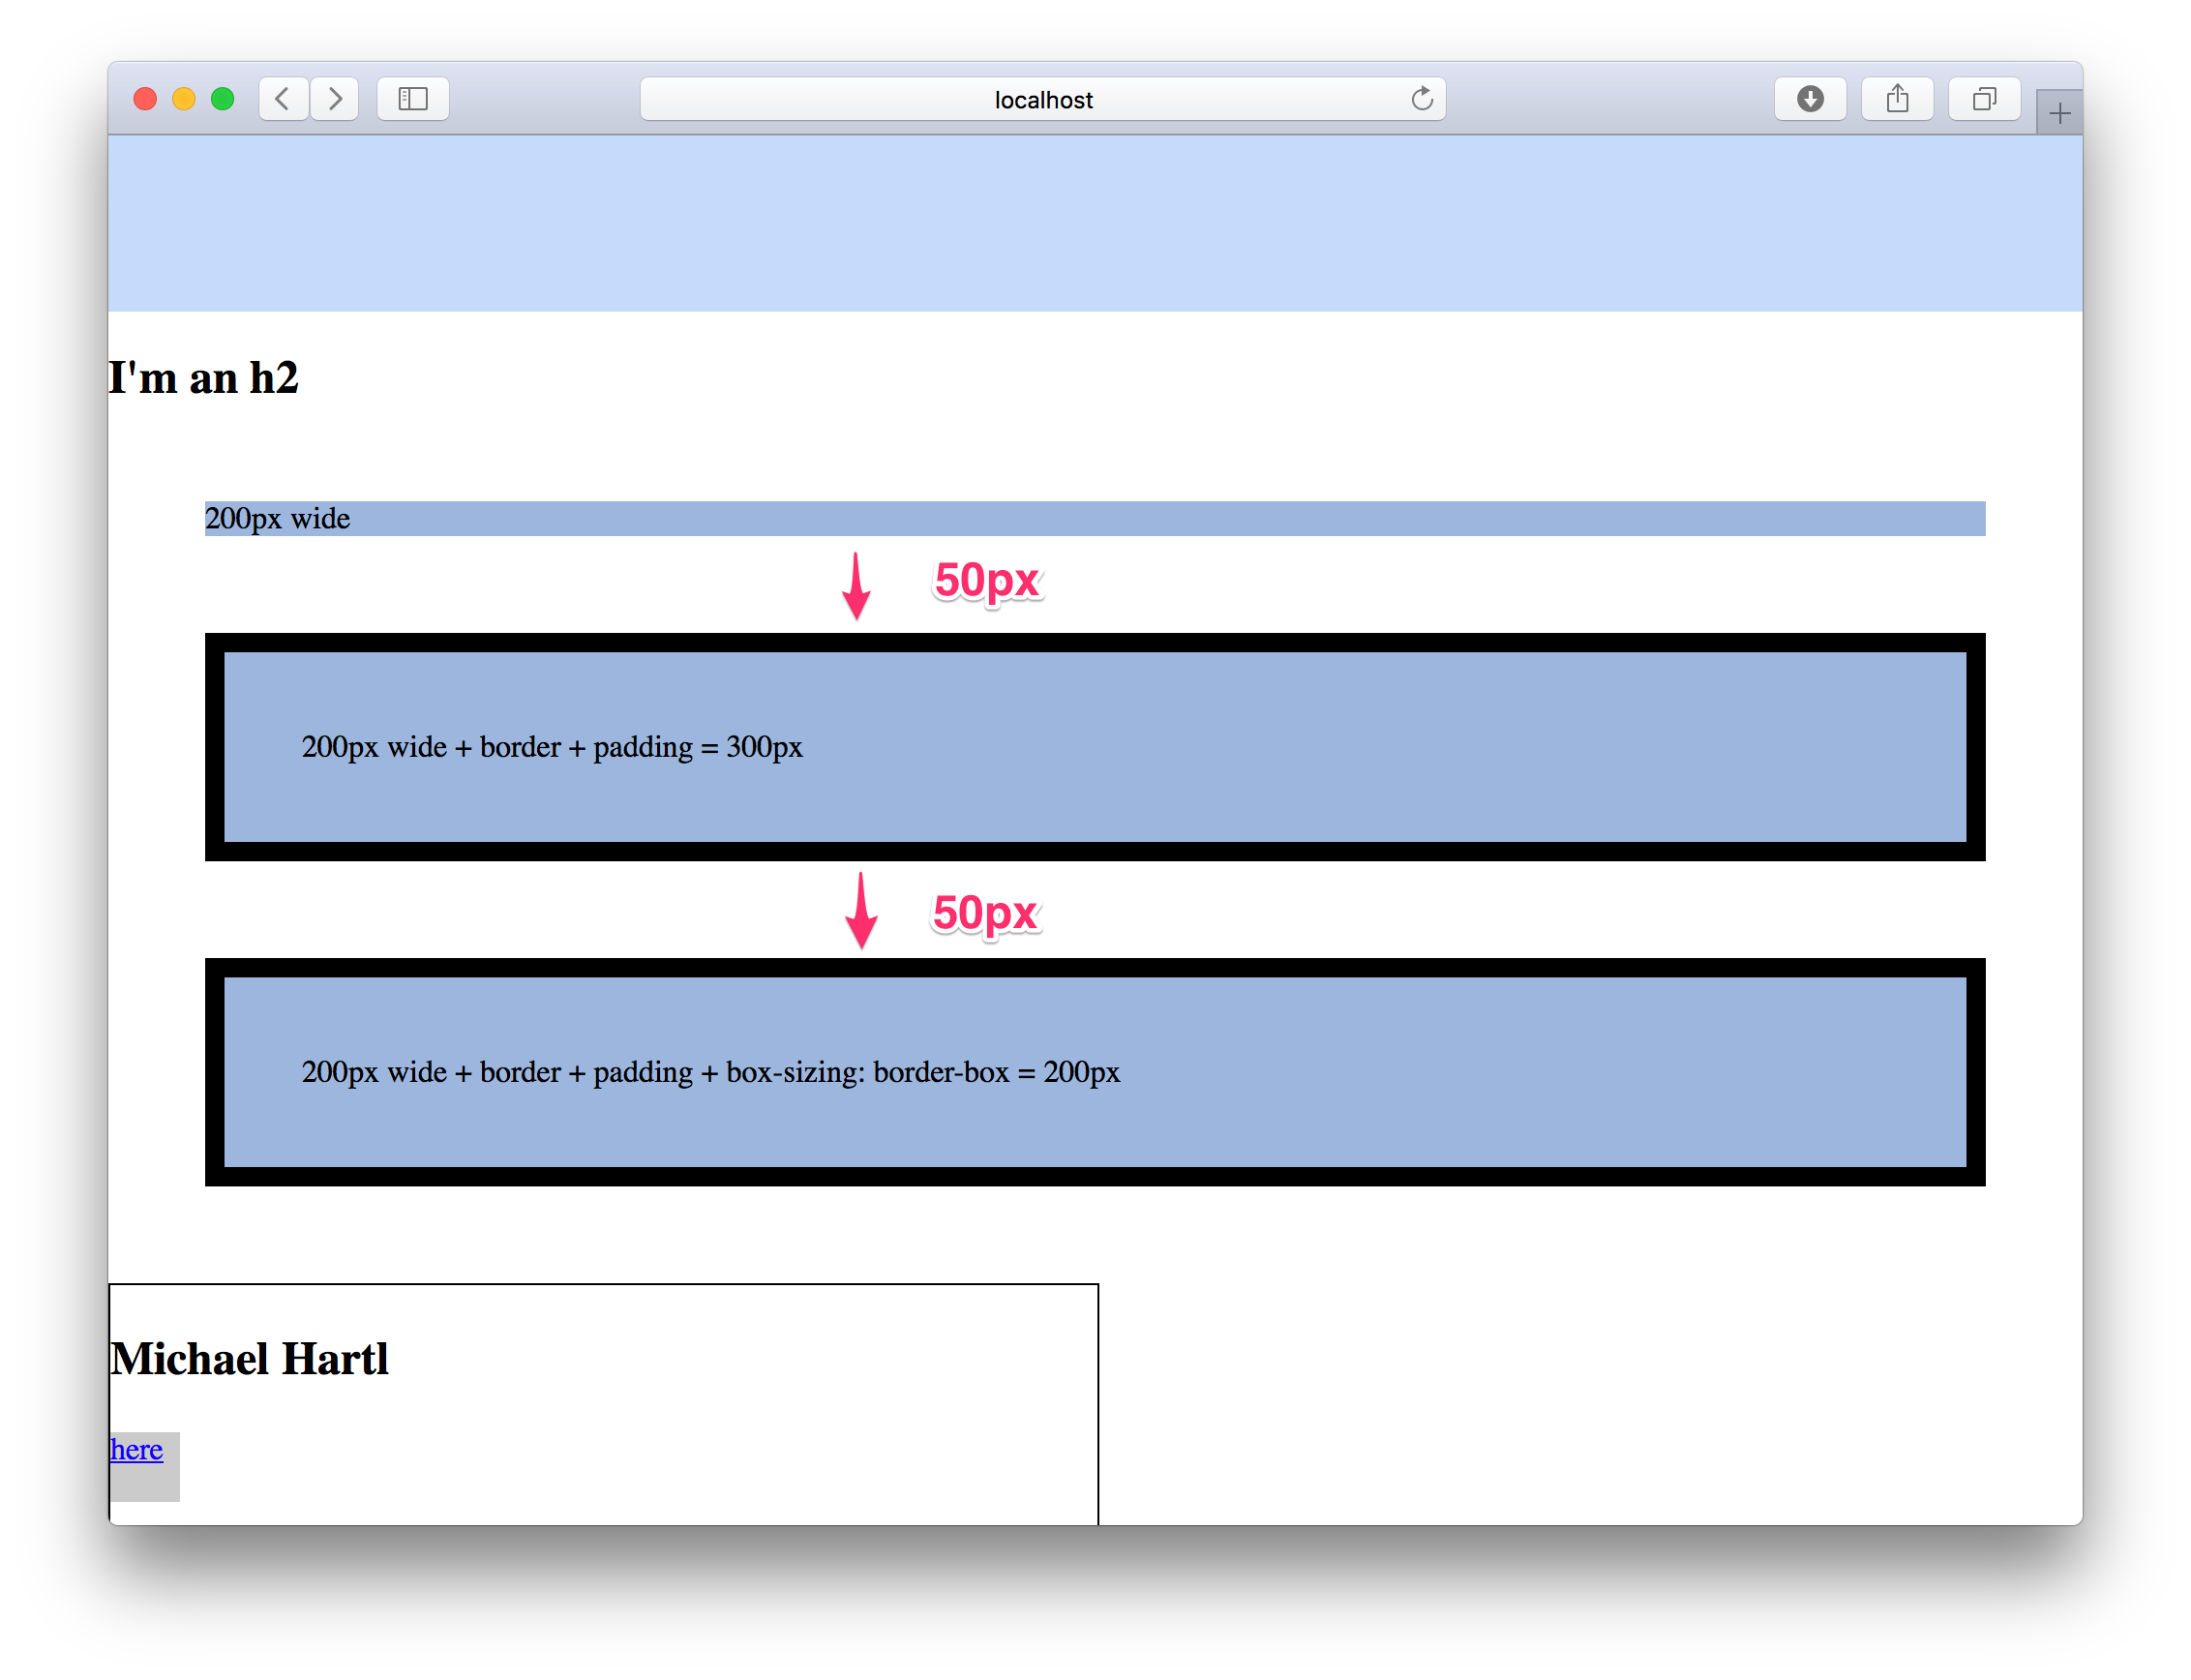 localhost
I'm an h2
200px wide
50px
200px wide + border + padding = 300px
50px
200px wide + border + padding + box-sizing: border-box = 200px
Michael Hartl
here